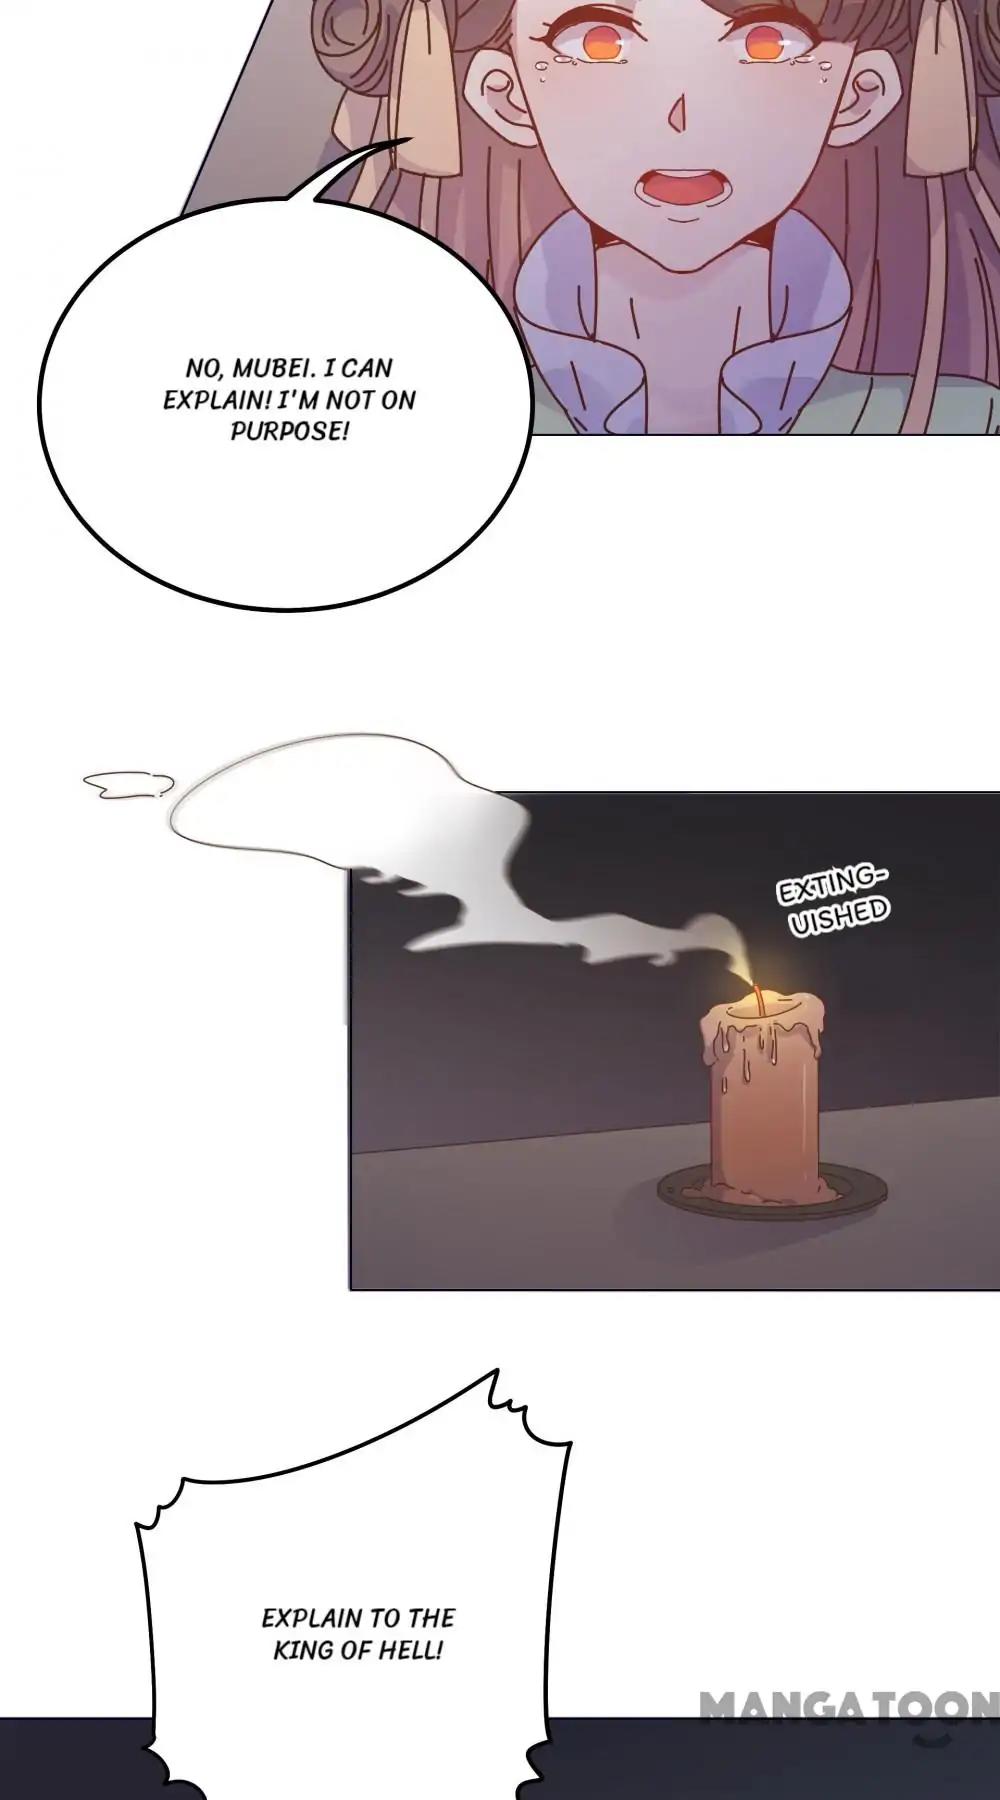 NO, MUBEI. I CAN
EXPLAIN! I'M NOT ON
PURPOSE!
EXTING-
UISHED
EXPLAIN TO THE
KING OF HELL!
MANGATOON